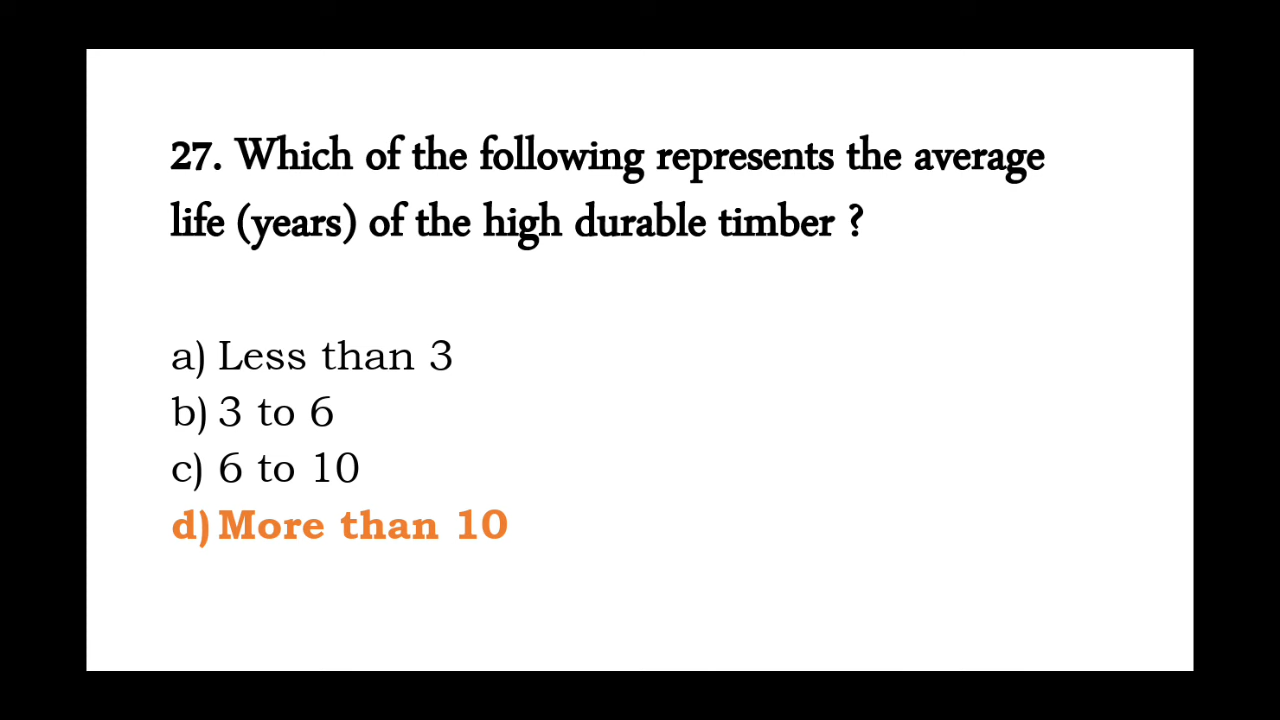 27. Which of the following represents the average
life (years) of the high durable timber ?
a) Less than 3
b) 3 to 6
c) 6 to 10
d) More than 10